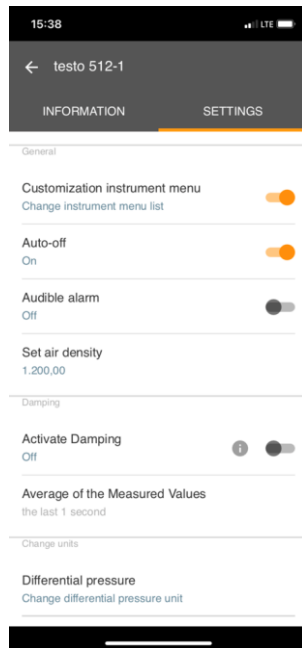 15:38
LTE
testo 512-1
INFORMATION SETTINGS
General
Customization instrument menu
Change instrument menu list
Auto-off
On
Audible alarm
Off
Set air density
1.200,00
Damping
Activate Damping
Off
Average of the Measured Values
the last 1 second
Change units
Differential pressure
Change differential pressure unit